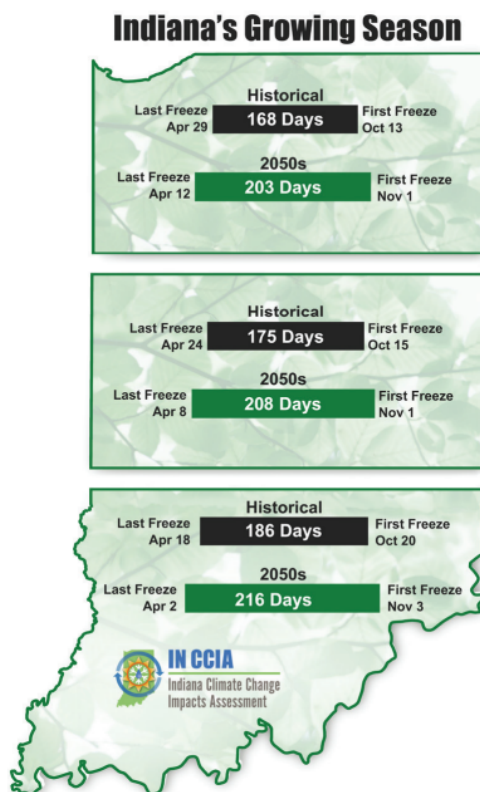 Indiana's Growing Season
Historical
Last Freeze
Apr 29
168 Days
First Freeze
Oct 13
2050s
Last Freeze
Apr 12
203 Days
First Freeze
Nov 1
Historical
Last Freeze
Apr 24
175 Days
First Freeze
Oct 15
2050s
Last Freeze
Apr 8
208 Days
First Freeze
Nov 1
Historical
Last Freeze
Apr 18
186 Days
First Freeze
Oct 20
2050s
Last Freeze
Apr 2
216 Days
First Freeze
Nov 3
IN CCIA
Indiana Climate Change
Impacts Assessment